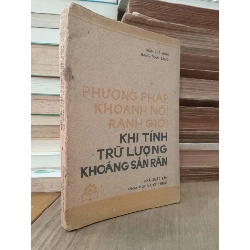 PHƯƠNG PHÁP
KHOANH NỐI
RANH GIỚI
KHI TÍNH
TRỮ LƯỢNG
KHOÁNG SẢN RẮN